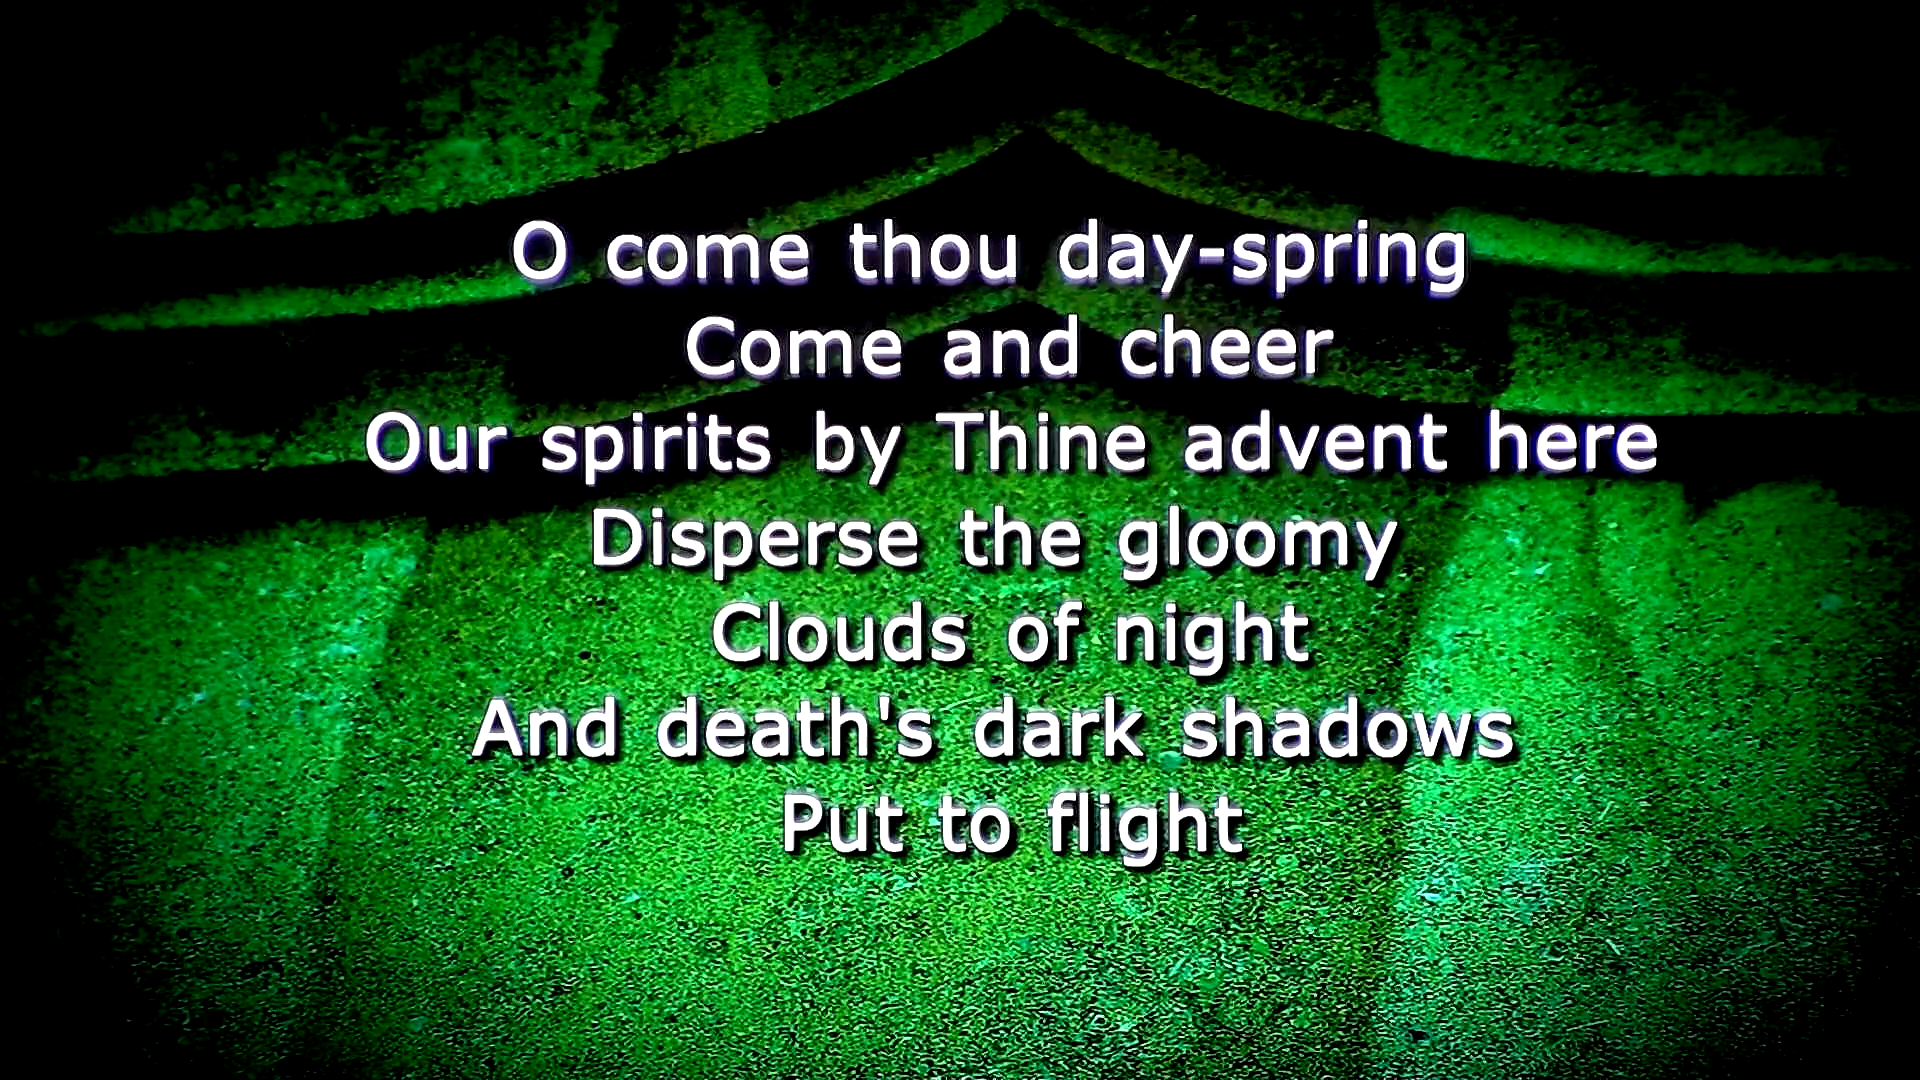 O come thou day-spring
Come and cheer
Our spirits by Thine advent here
Disperse the gloomy
Clouds of night
And death's dark shadows
Put to flight